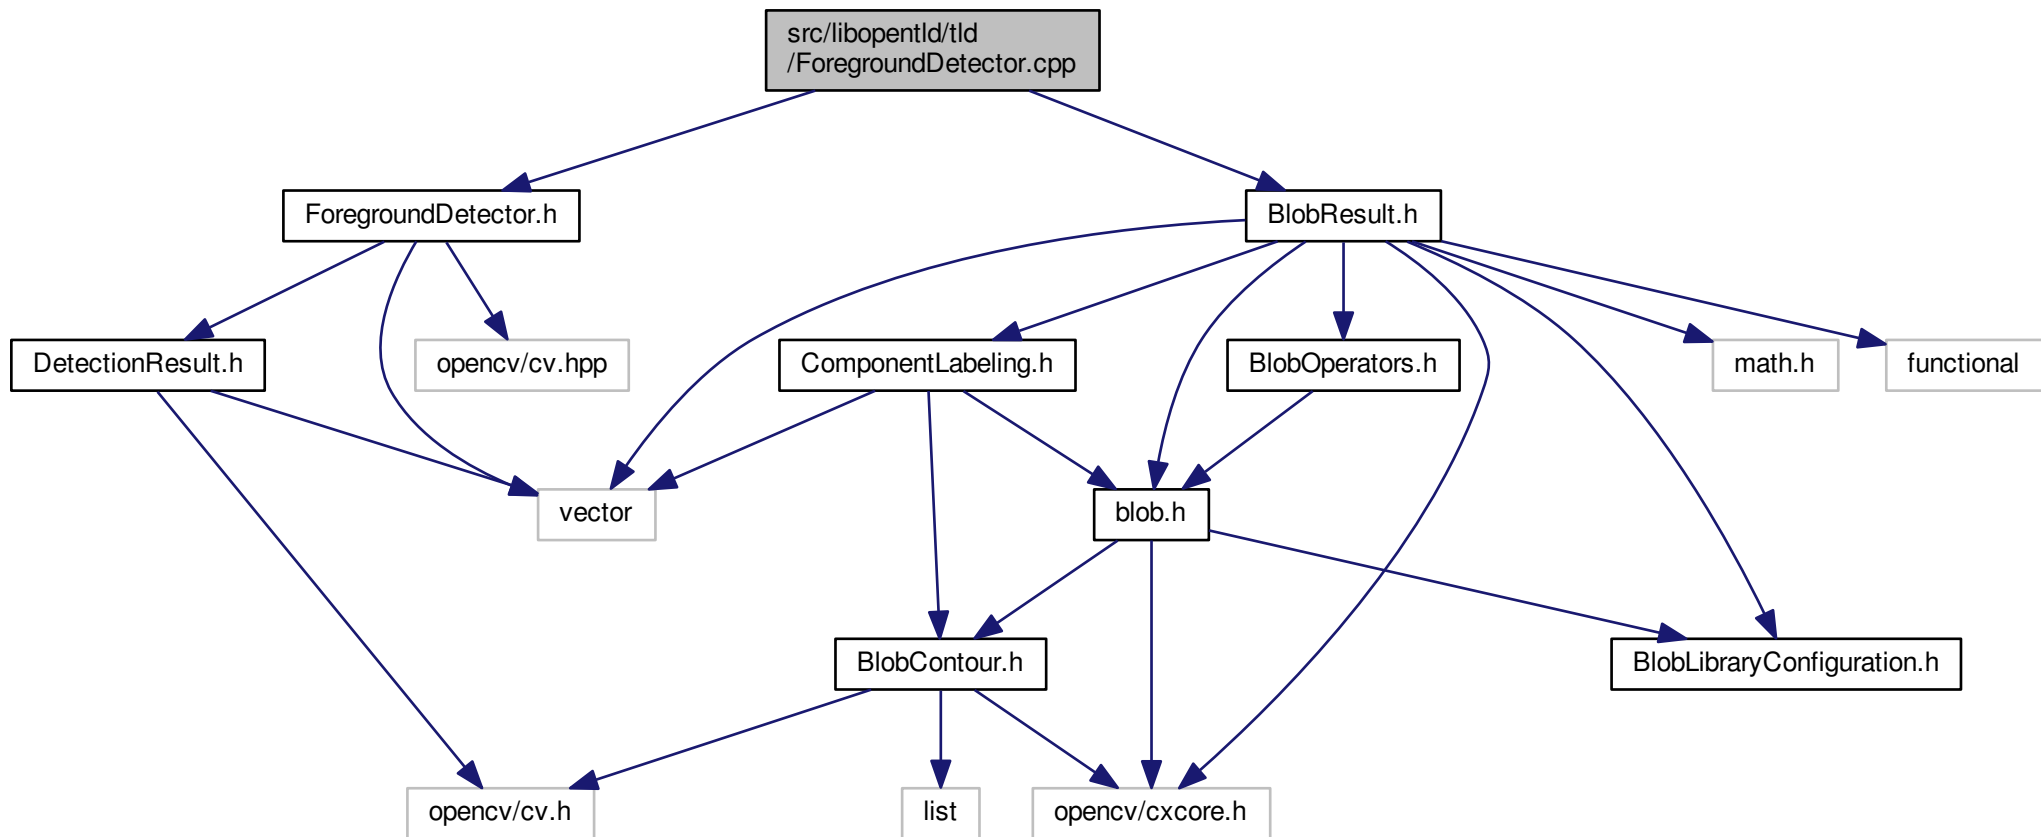 src/libopentld/tld
/ForegroundDetector.cpp
ForegroundDetector.h
BlobResult.h
DetectionResult.h
opencv/cv.hpp
ComponentLabeling.h
BlobOperators.h
math.h
functional
vector
blob.h
BlobContour.h
BlobLibraryConfiguration.h
opencv/cv.h
list
opencv/cxcore.h